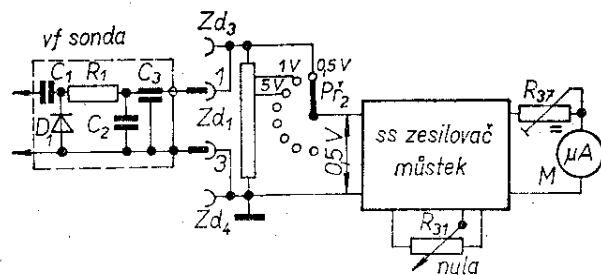 vf sonda
C1
R1
C3
D1
C2
Zd3
1
Zd1
3
Zd4
1V
5V
0,5V
Př2
0,5 V
ss zesilovač
můstek
R37
=
µA
M
R31
nula